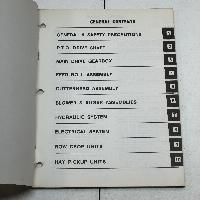 GENERAL CONTENTS
GENERAL & SAFETY PRECAUTIONS
P.T.O. DRIVE SHAFT
MAIN DRIVE GEARBOX
FEED ROLL ASSEMBLY
CUTTERHEAD ASSEMBLY
BLOWER & AUGER ASSEMBLIES
HYDRAULIC SYSTEM
ELECTRICAL SYSTEM
ROW CROP UNITS
HAY PICKUP UNITS